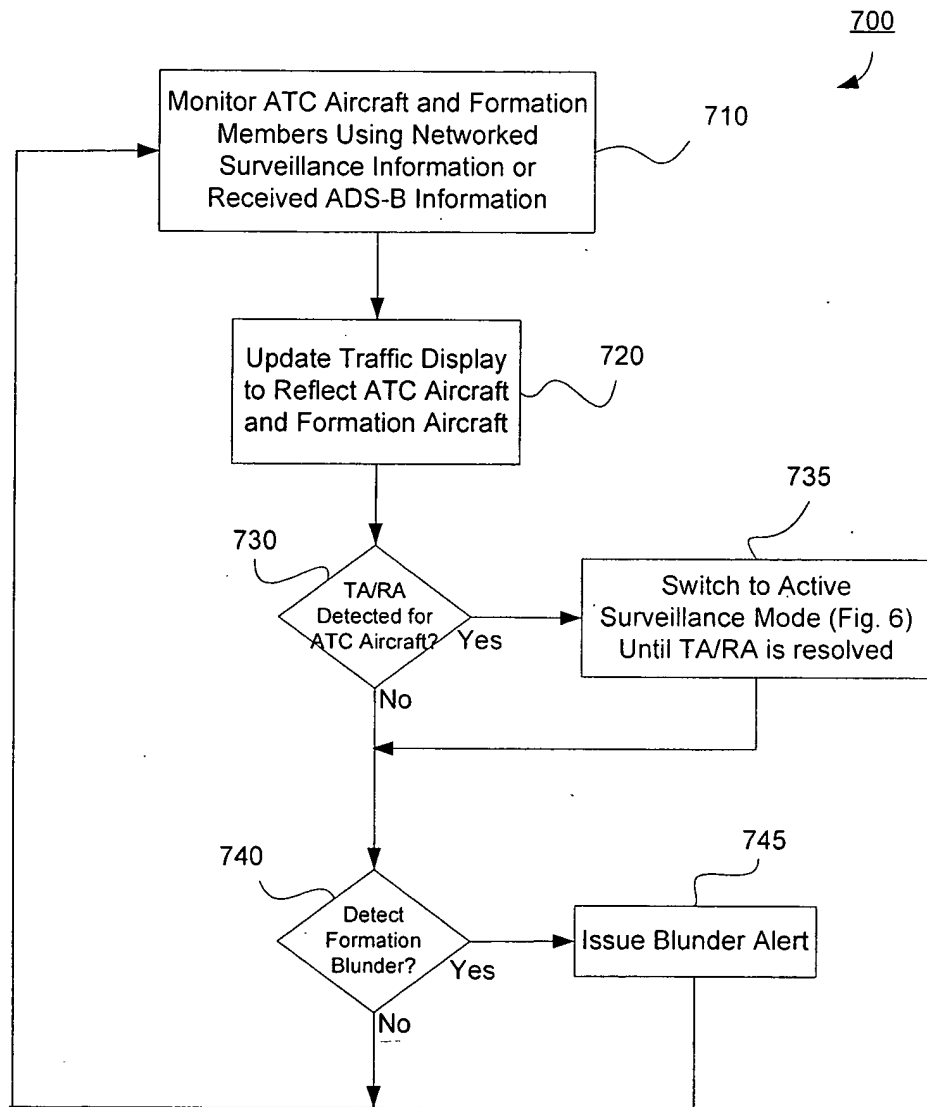 700
Monitor ATC Aircraft and Formation
Members Using Networked
Surveillance Information or
Received ADS-B Information
710
Update Traffic Display
to Reflect ATC Aircraft
and Formation Aircraft
720
730
TA/RA
Detected for
ATC Aircraft?
Yes
No
735
Switch to Active
Surveillance Mode (Fig. 6)
Until TA/RA is resolved
740
Detect
Formation
Blunder?
Yes
No
745
Issue Blunder Alert